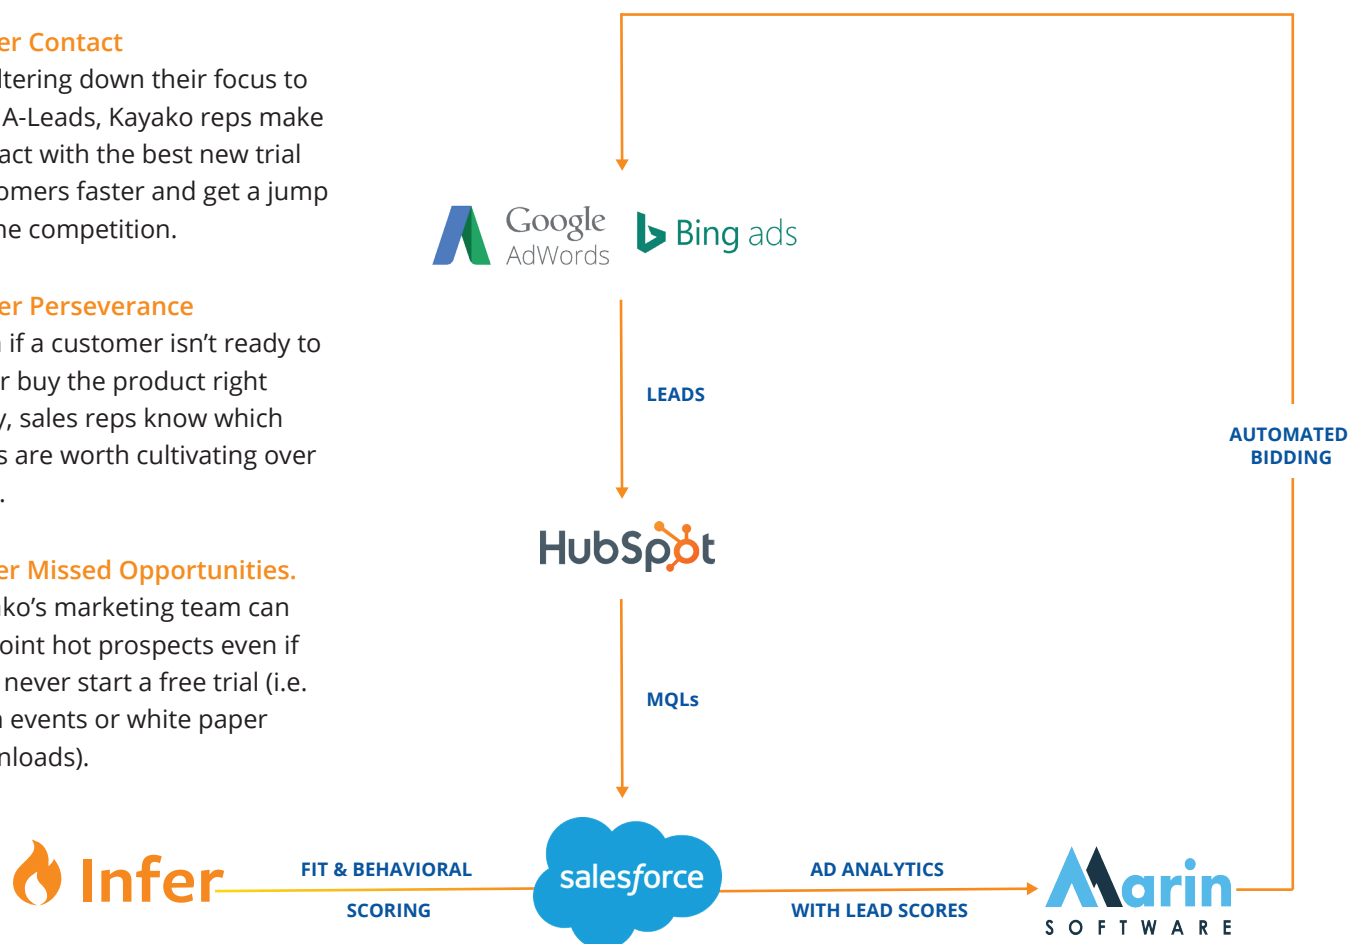 er Contact
ltering down their focus to
A-Leads, Kayako reps make
act with the best new trial
omers faster and get a jump
he competition.
er Perseverance
if a customer isn't ready to
r buy the product right
y, sales reps know which
s are worth cultivating over
.
er Missed Opportunities.
ako's marketing team can
oint hot prospects even if
never start a free trial (i.e.
n events or white paper
nloads).
Google
AdWords
Bing ads
LEADS
AUTOMATED
BIDDING
HubSpot
MQLs
Infer
FIT & BEHAVIORAL
SCORING
salesforce
AD ANALYTICS
WITH LEAD SCORES
Marin
SOFTWARE